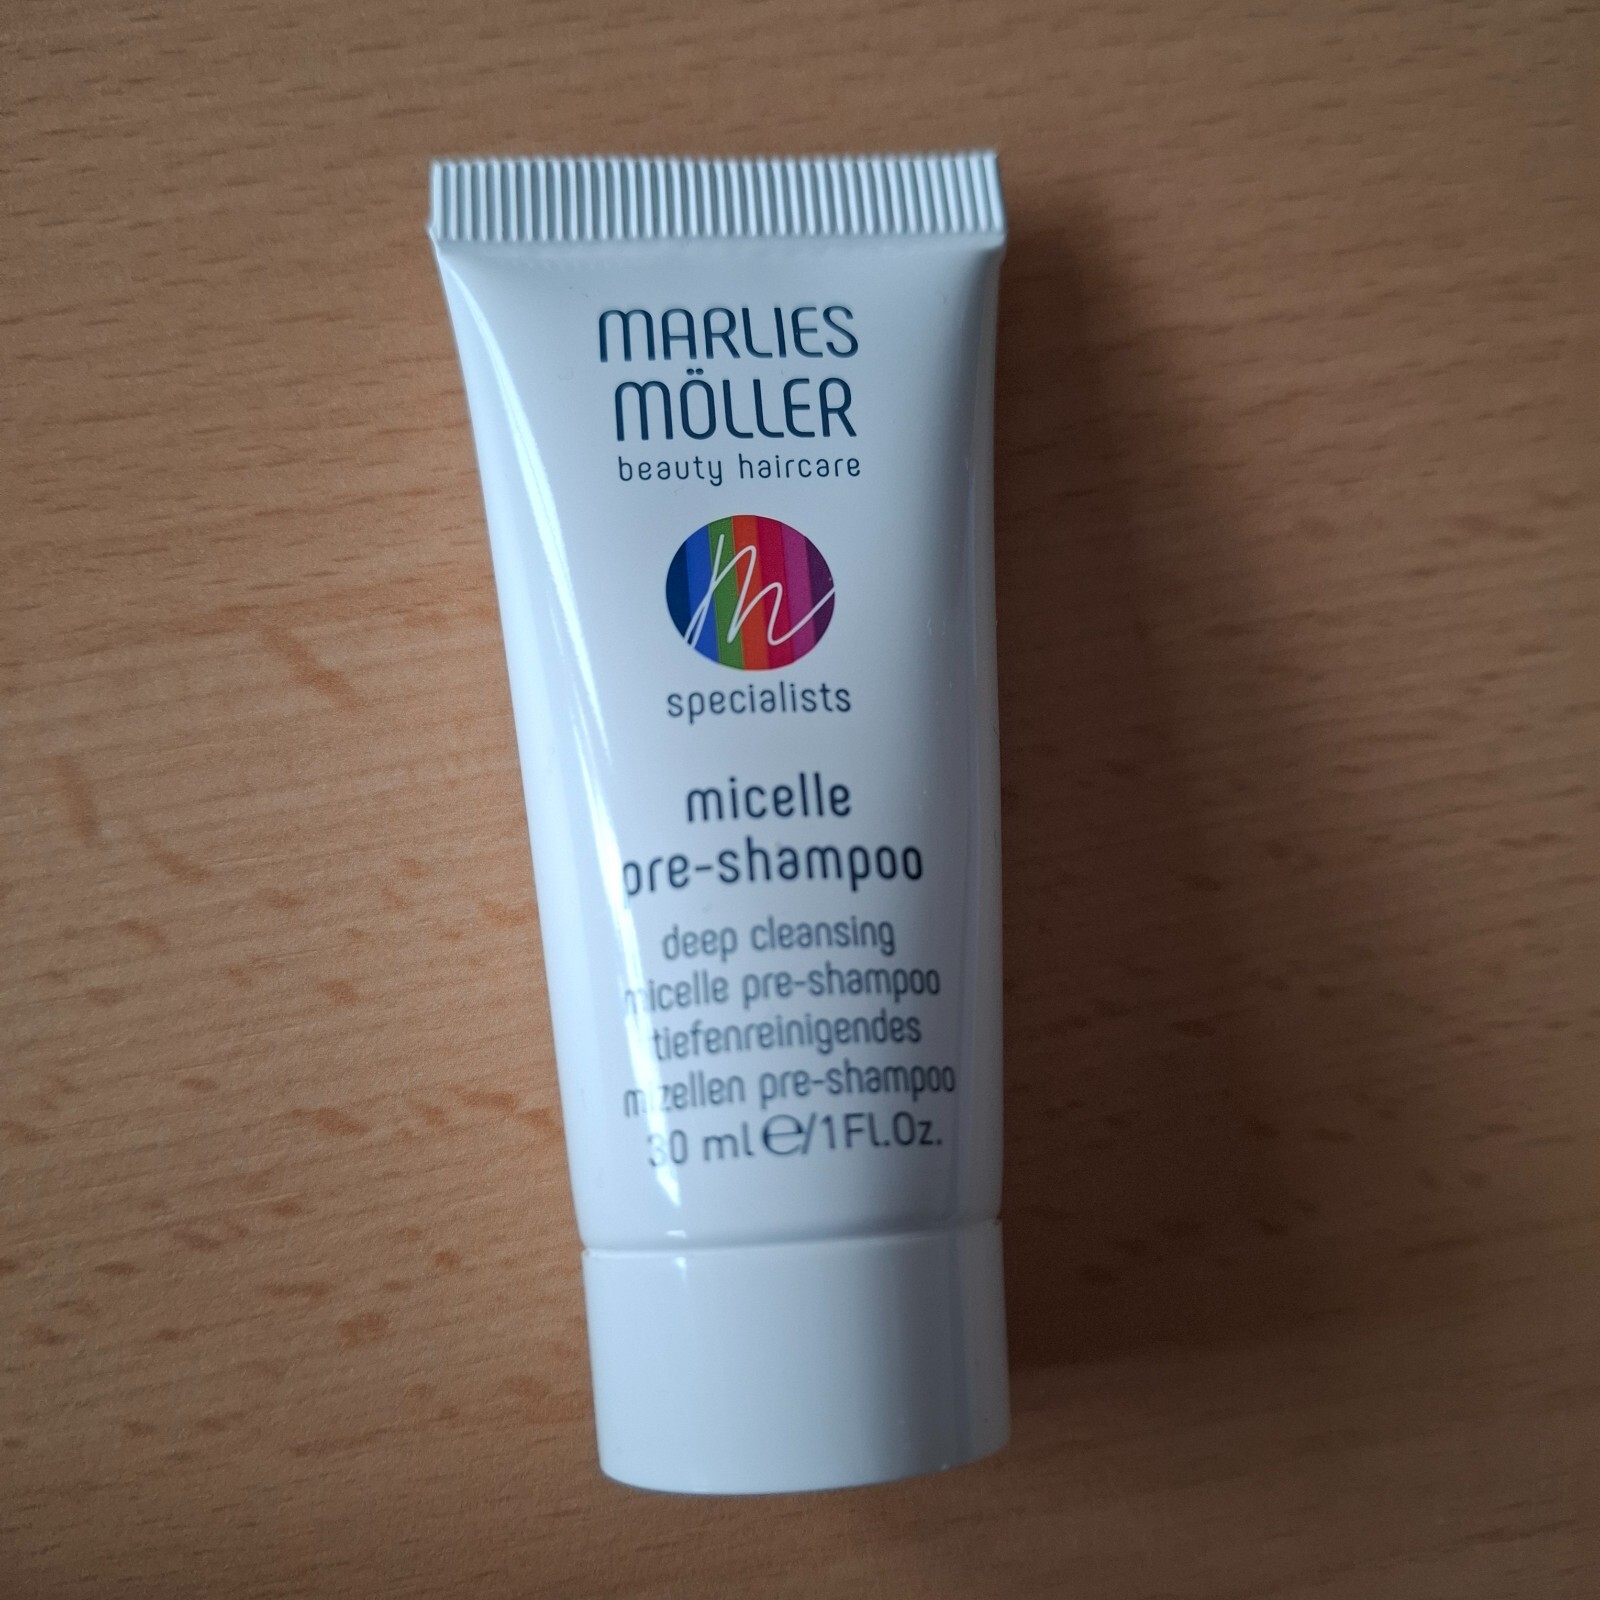 MARLIES
MÖLLER
beauty haircare
m
specialists
micelle
pre-shampoo
deep cleansing
micelle pre-shampoo
tiefenreinigendes
mizellen pre-shampoo
30 ml ℮/1Fl.Oz.